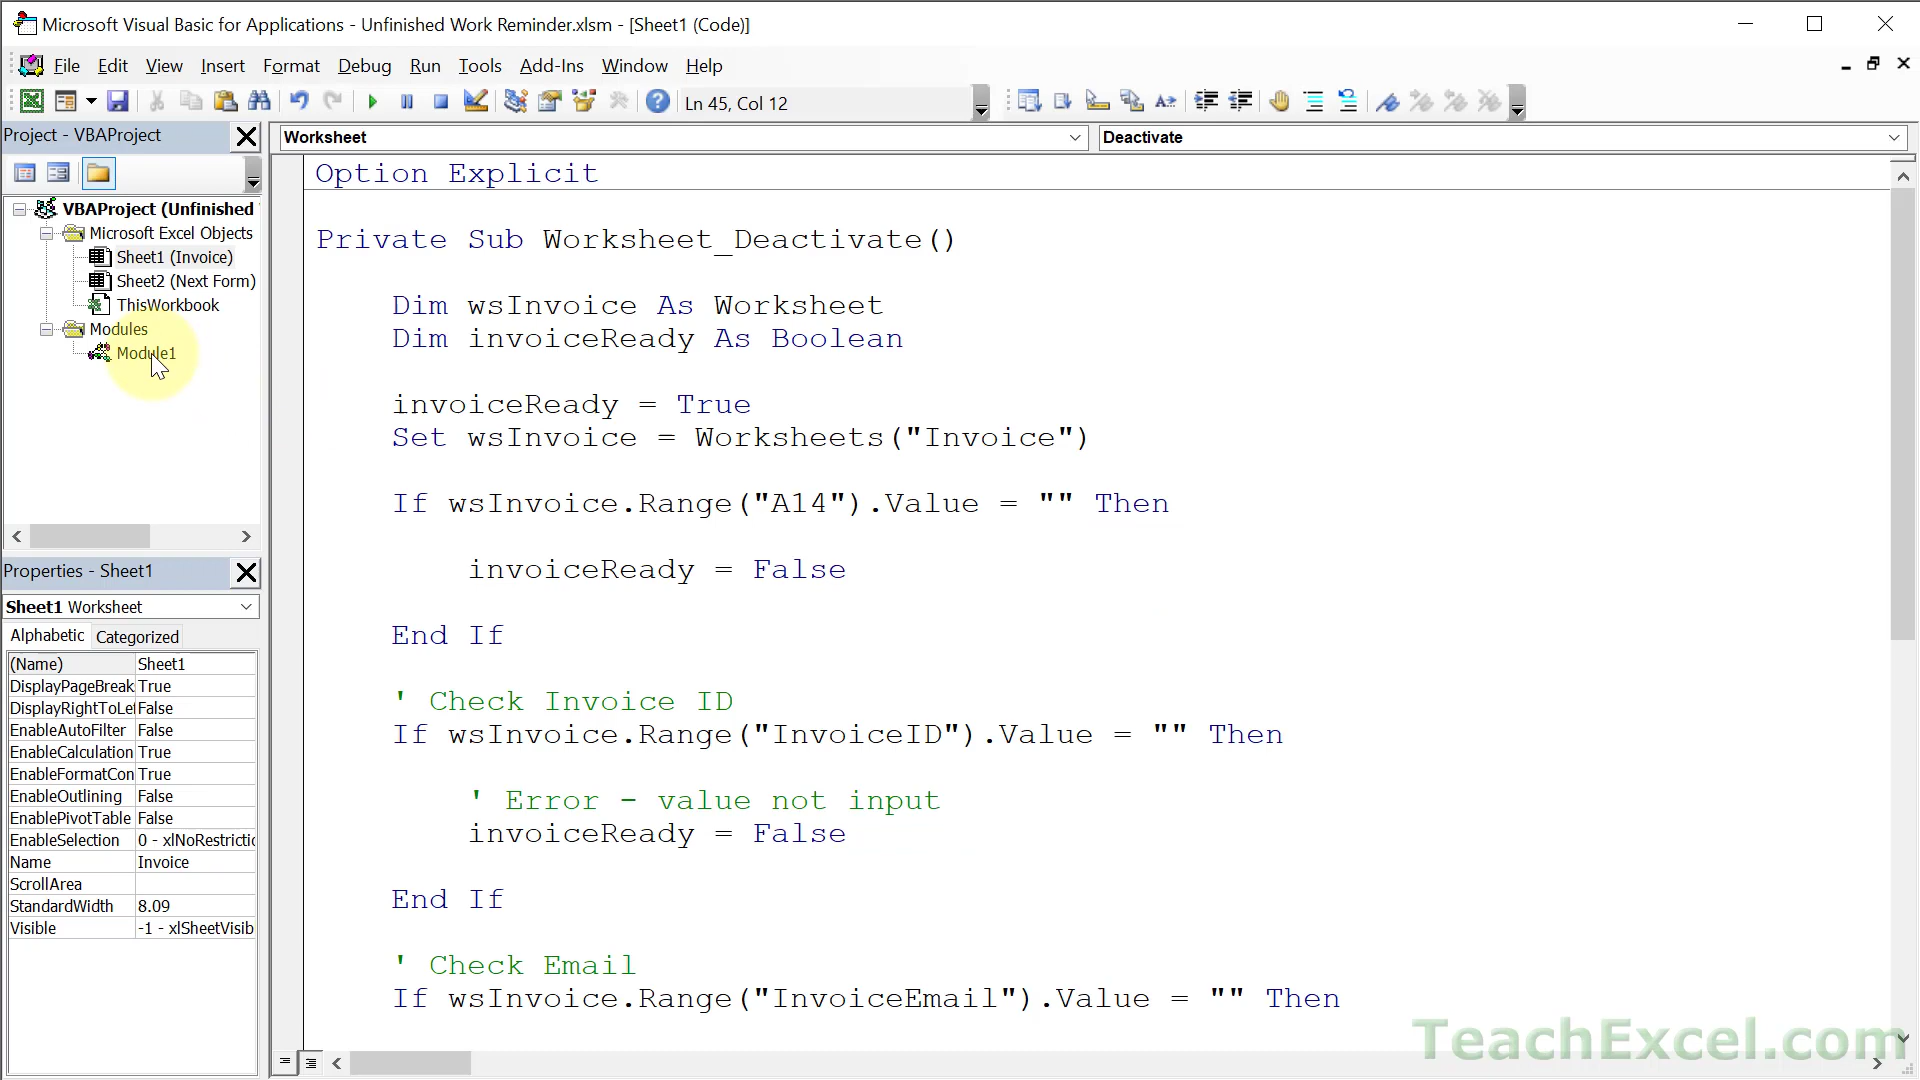 Microsoft Visual Basic for Applications - Unfinished Work Reminder.xlsm - [Sheet1 (Code)]
File Edit View Insert Format Debug Run Tools Add-Ins Window Help
Ln 45, Col 12
Project - VBAProject
Worksheet
Deactivate
VBAProject (Unfinished
Microsoft Excel Objects
Sheet1 (Invoice)
Sheet2 (Next Form)
ThisWorkbook
Modules
Module1
Properties - Sheet1
Sheet1 Worksheet
Alphabetic Categorized
(Name) Sheet1
DisplayPageBreak True
DisplayRightToLef False
EnableAutoFilter False
EnableCalculation True
EnableFormatCon True
EnableOutlining False
EnablePivotTable False
EnableSelection 0 - xlNoRestrictio
Name Invoice
ScrollArea
StandardWidth 8.09
Visible -1 - xlSheetVisib
Option Explicit
Private Sub Worksheet_Deactivate()
Dim wsInvoice As Worksheet
Dim invoiceReady As Boolean
invoiceReady = True
Set wsInvoice = Worksheets("Invoice")
If wsInvoice.Range("A14").Value = "" Then
invoiceReady = False
End If
' Check Invoice ID
If wsInvoice.Range("InvoiceID").Value = "" Then
' Error - value not input
invoiceReady = False
End If
' Check Email
If wsInvoice.Range("InvoiceEmail").Value = "" Then
TeachExcel.com